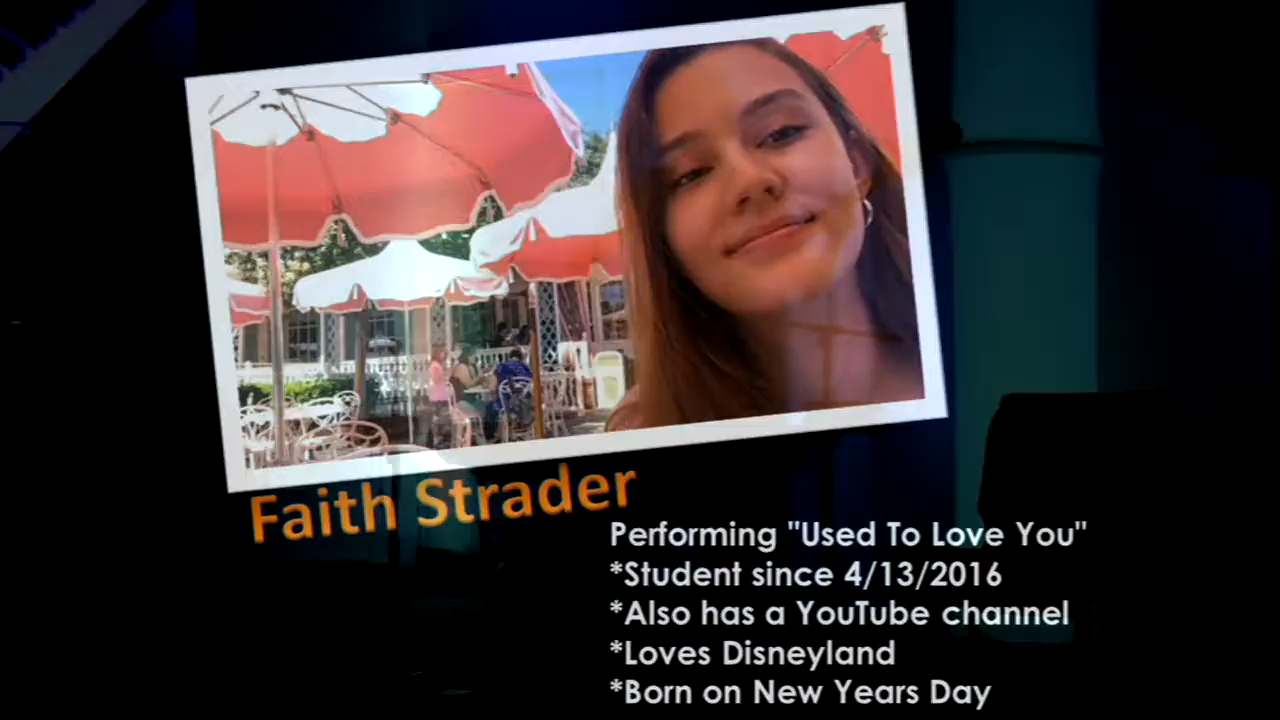 Faith Strader
Performing "Used To Love You"
*Student since 4/13/2016
*Also has a YouTube channel
*Loves Disneyland
*Born on New Years Day